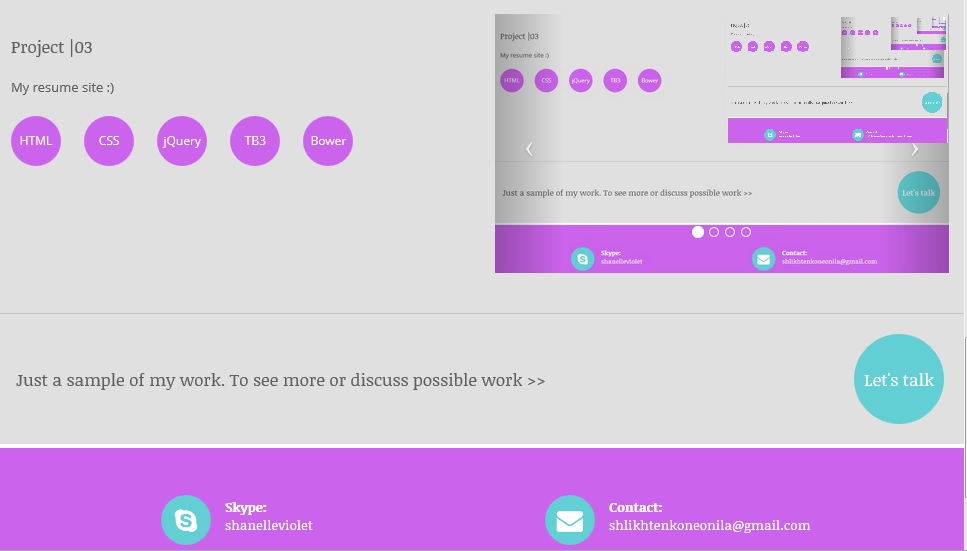 Project |03
My resume site :)
HTML
CSS
jQuery
TB3
Bower
Project |03
My resume site :)
HTML
CSS
jQuery
TB3
Bower
Just a sample of my work. To see more or discuss possible work >>
Let's talk
Skype:
shanelleviolet
Contact:
shlikhtenkoneonila@gmail.com
Just a sample of my work. To see more or discuss possible work >>
Let's talk
Skype:
shanelleviolet
Contact:
shlikhtenkoneonila@gmail.com